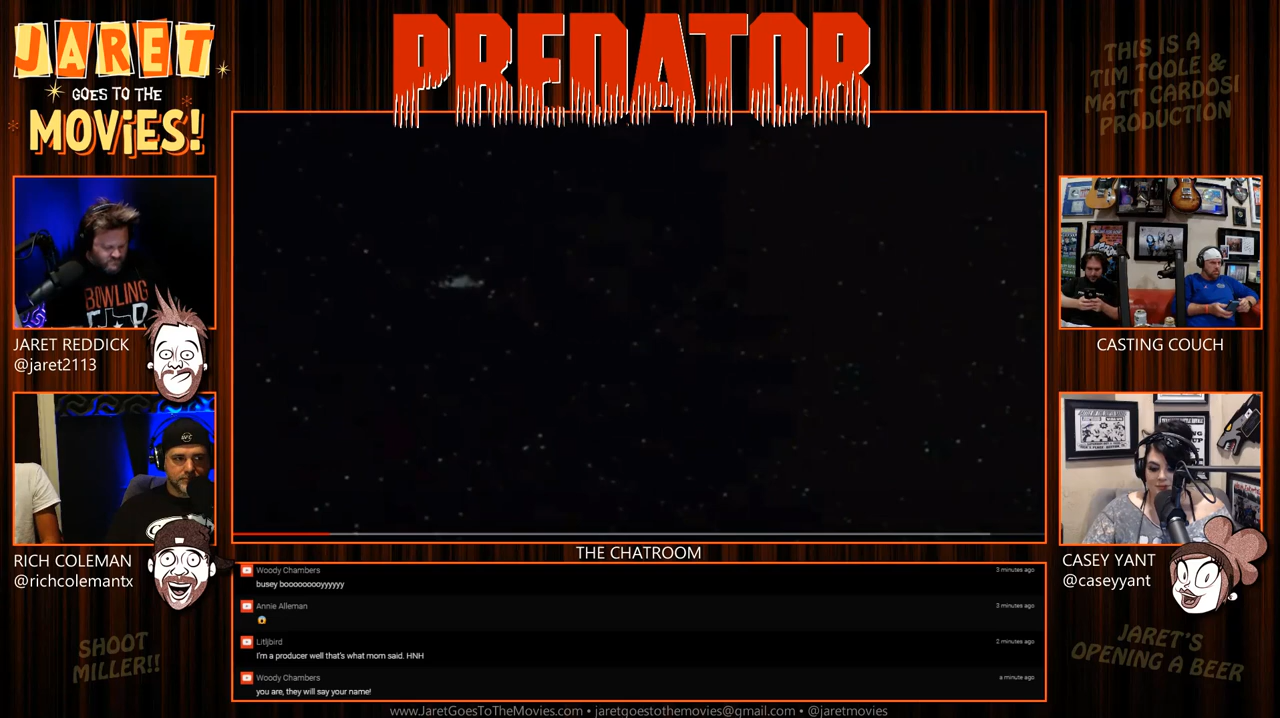 JARET
GOES TO THE
MOVIES!
PREDATOR
THIS IS A
TIM TOOLE &
MATT CARDOSI
PRODUCTION
BOWLING
JARET REDDICK
@jaret2113
CASTING COUCH
RICH COLEMAN
@richcolemantx
CASEY YANT
@caseyyant
THE CHATROOM
Woody Chambers
3 minutes ago
busey booooooooyyyyyy
Annie Alleman
3 minutes ago
Litljbird
2 minutes ago
I'm a producer well that's what mom said. HNH
Woody Chambers
a minute ago
you are, they will say your name!
SHOOT
MILLER!!
JARET'S
OPENING A BEER
www.JaretGoesToTheMovies.com • jaretgoestothemovies@gmail.com • @jaretmovies